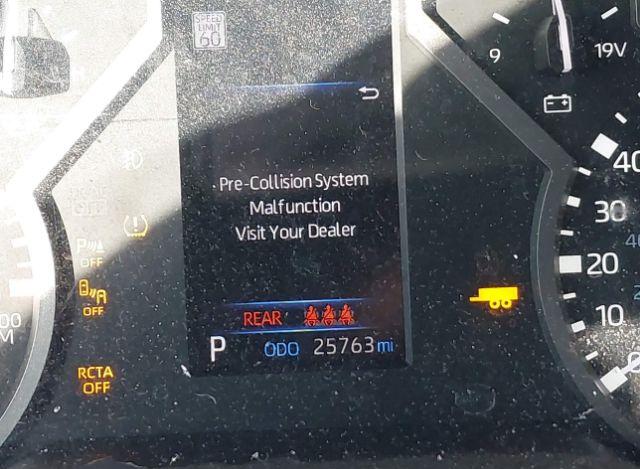 SPEED
LIMIT
60
9
19V
Pre-Collision System
Malfunction
Visit Your Dealer
40
30
20
10
0
P
OFF
OFF
REAR
RCTA
OFF
P ODO 25763 mi